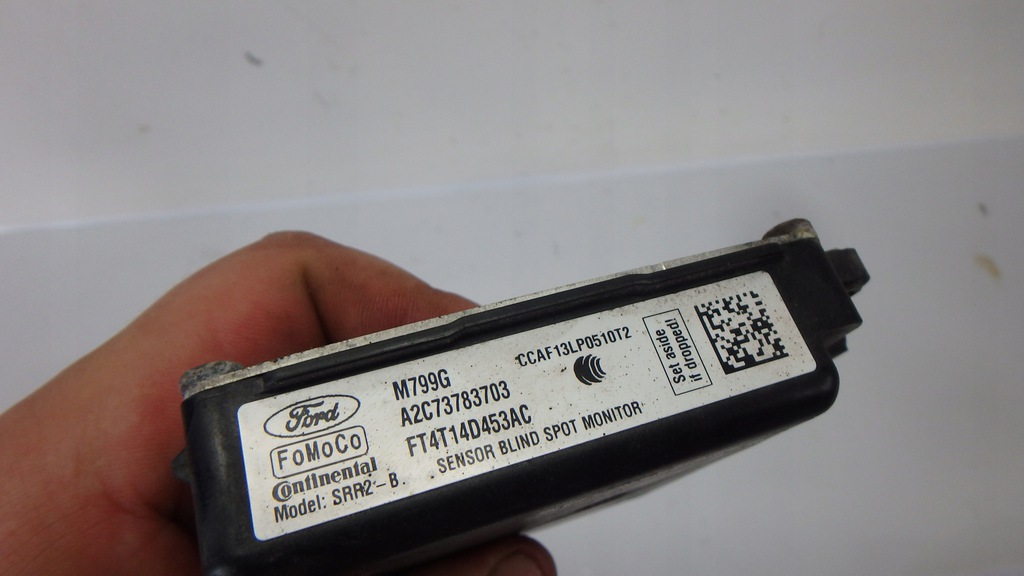 Ford
FoMoCo
Continental
Model: SRR2-B
M799G
A2C73783703
FT4T14D453AC
SENSOR BLIND SPOT MONITOR
CCAF13LP0510T2
Set aside
if dropped!